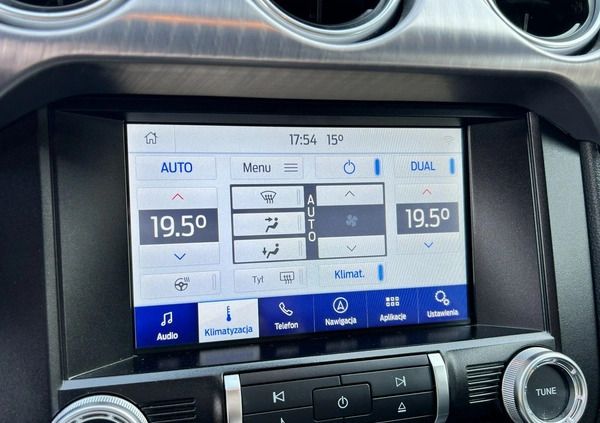 17:54 15°
AUTO Menu DUAL
19.5° AUTO 19.5°
Tył Klimat.
Audio Klimatyzacja Telefon Nawigacja Aplikacje Ustawienia
TUNE